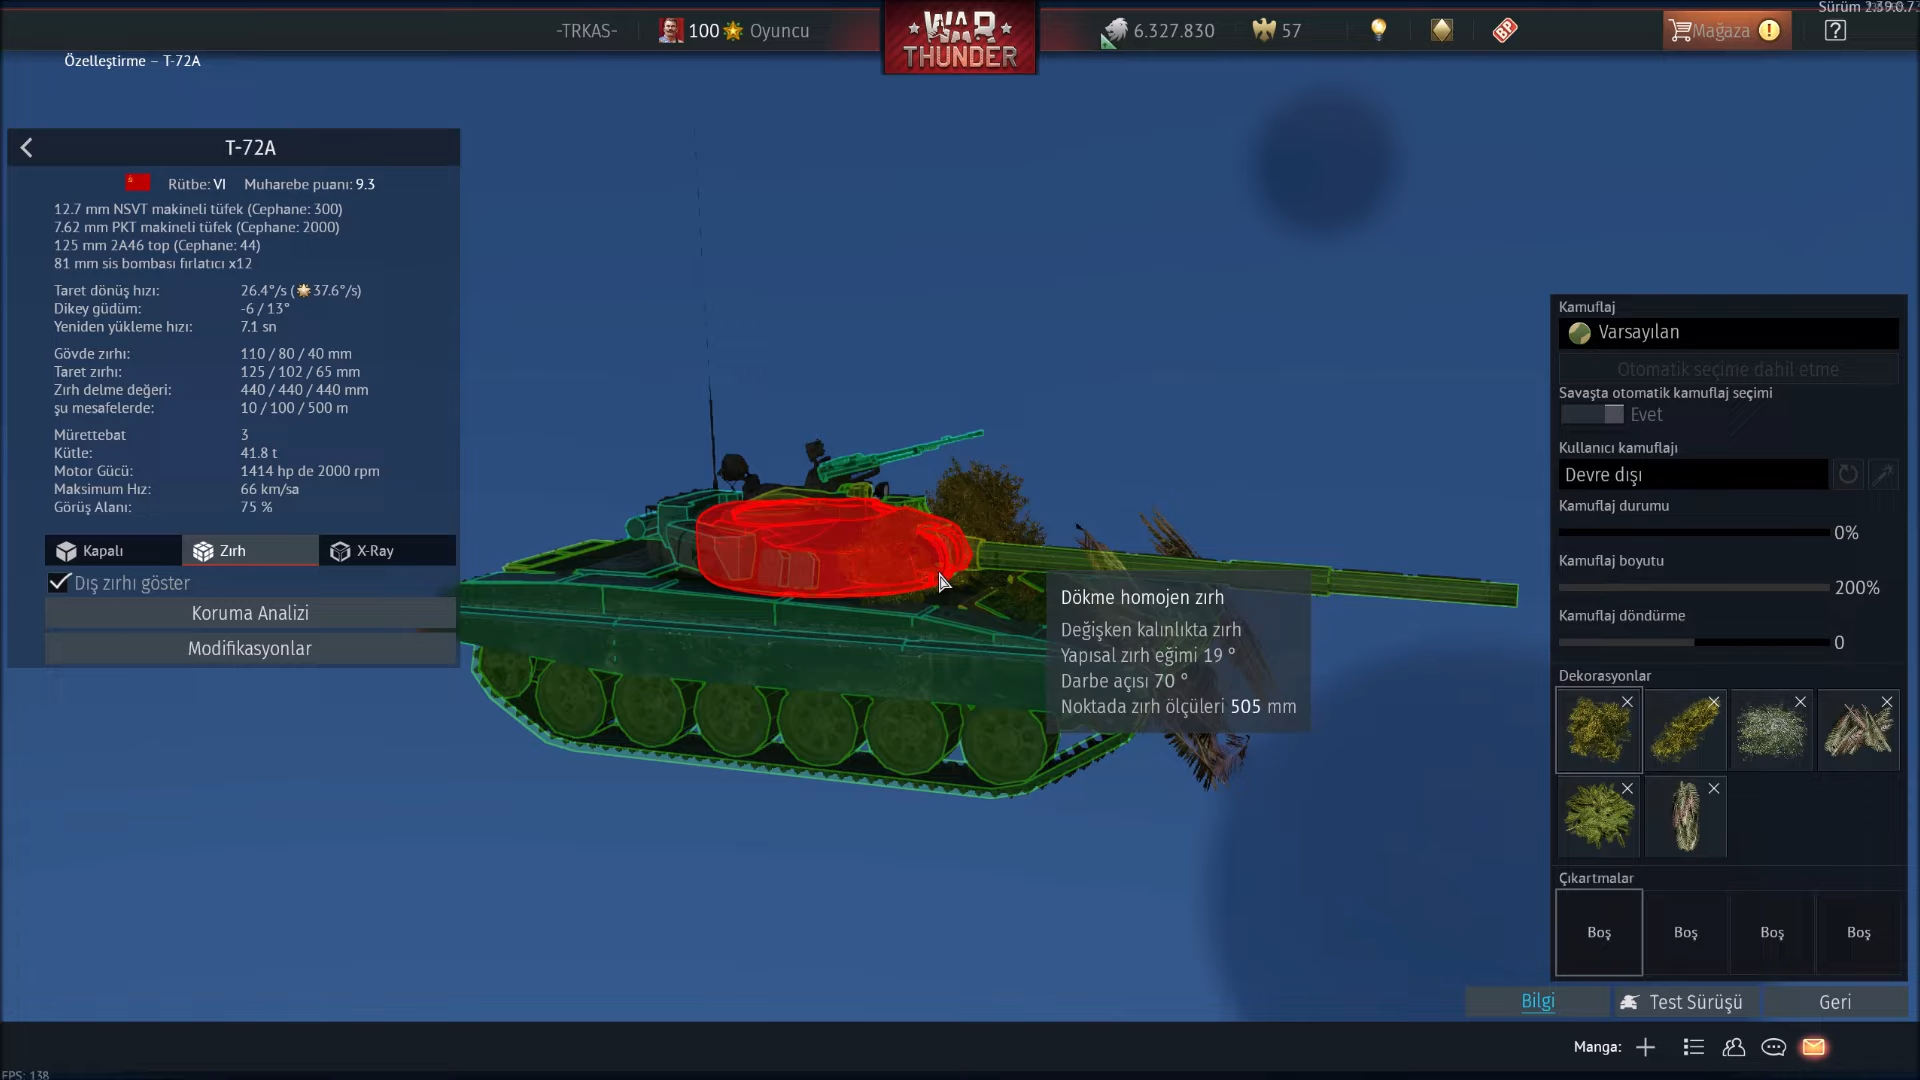 Sürüm 2.39.0.7
-TRKAS-
100 Oyuncu
WAR THUNDER
6.327.830
57
BP
Mağaza
Özelleştirme – T-72A
T-72A
Rütbe: VI Muharebe puanı: 9.3
12.7 mm NSVT makineli tüfek (Cephane: 300)
7.62 mm PKT makineli tüfek (Cephane: 2000)
125 mm 2A46 top (Cephane: 44)
81 mm sis bombası fırlatıcı x12
Taret dönüş hızı: 26.4°/s (37.6°/s)
Dikey güdüm: -6 / 13°
Yeniden yükleme hızı: 7.1 sn
Gövde zırhı: 110 / 80 / 40 mm
Taret zırhı: 125 / 102 / 65 mm
Zırh delme değeri: 440 / 440 / 440 mm
şu mesafelerde: 10 / 100 / 500 m
Mürettebat 3
Kütle: 41.8 t
Motor Gücü: 1414 hp de 2000 rpm
Maksimum Hız: 66 km/sa
Görüş Alanı: 75 %
Kapalı Zırh X-Ray
Dış zırhı göster
Koruma Analizi
Modifikasyonlar
Dökme homojen zırh
Değişken kalınlıkta zırh
Yapısal zırh eğimi 19 °
Darbe açısı 70 °
Noktada zırh ölçüleri 505 mm
Kamuflaj
Varsayılan
Otomatik seçime dahil etme
Savaşta otomatik kamuflaj seçimi
Evet
Kullanıcı kamuflajı
Devre dışı
Kamuflaj durumu
0%
Kamuflaj boyutu
200%
Kamuflaj döndürme
0
Dekorasyonlar
Çıkartmalar
Boş Boş Boş Boş
Bilgi Test Sürüşü Geri
Manga:
EPS: 138